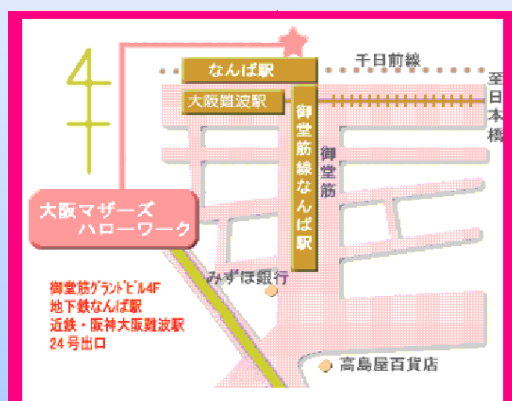 なんば駅
千日前線
至日本橋
大阪難波駅
御堂筋線なんば駅
御堂筋
大阪マザーズ
ハローワーク
みずほ銀行
御堂筋グランドビル4F
地下鉄なんば駅
近鉄・阪神大阪難波駅
24号出口
高島屋百貨店